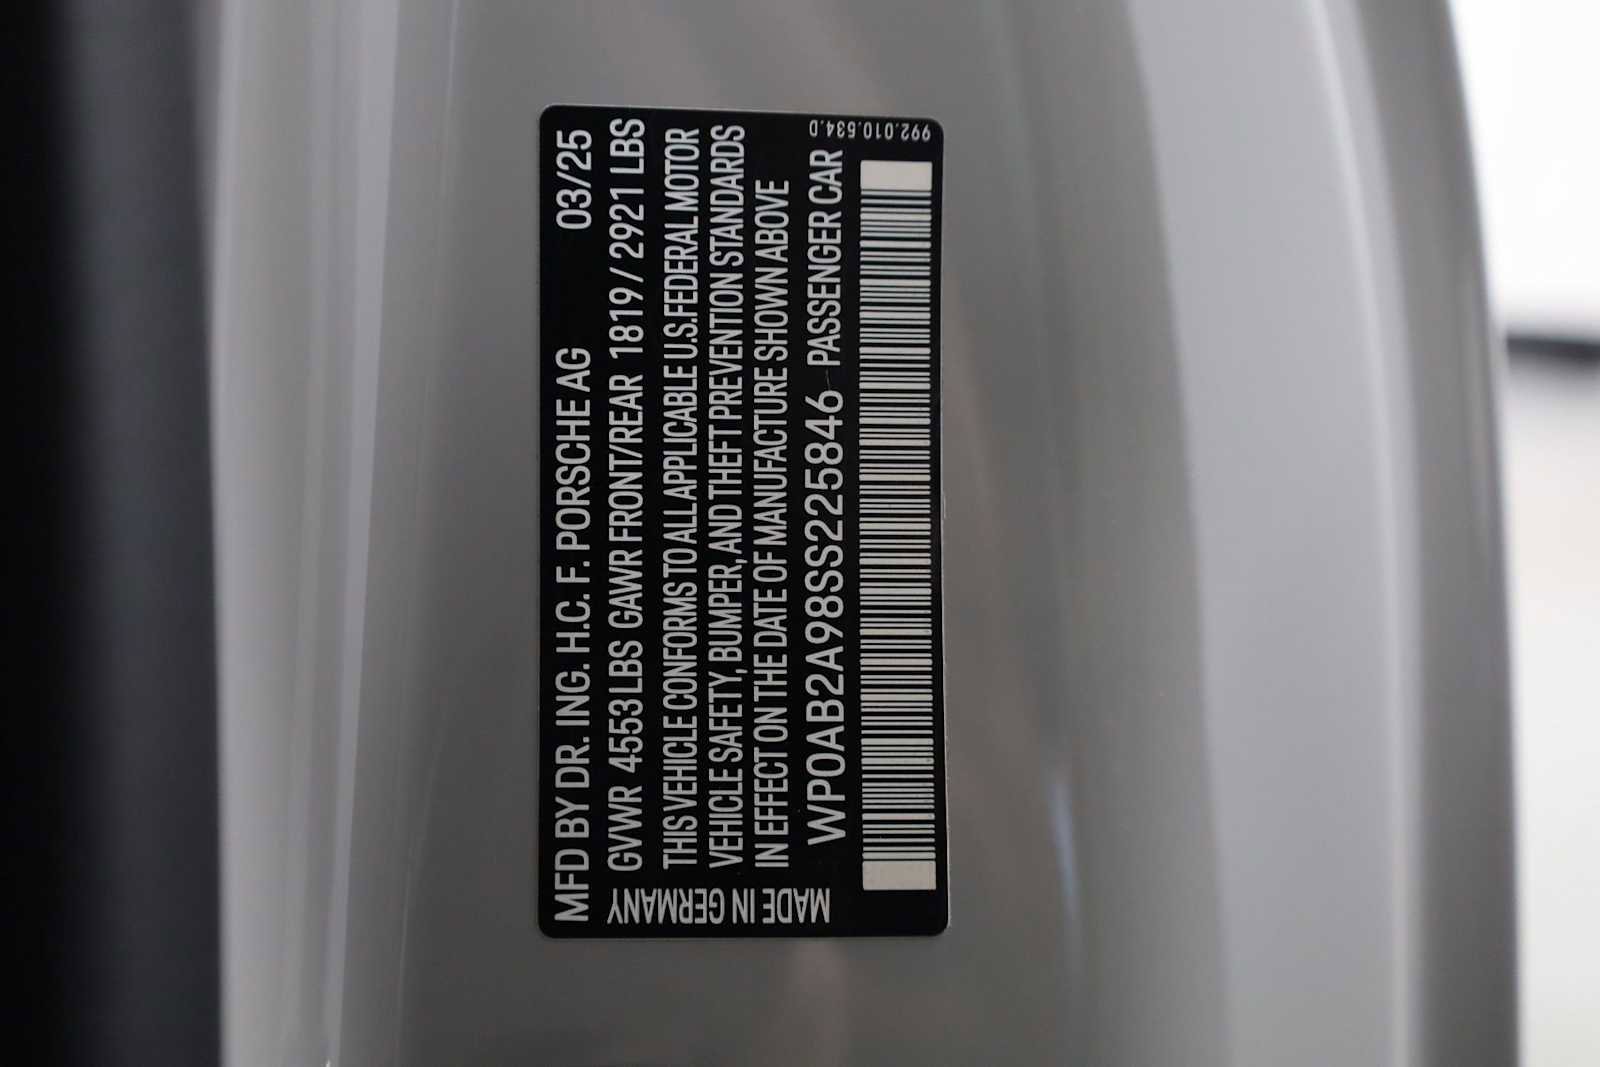 MFD BY DR. ING. H.C. F. PORSCHE AG 03/25
GVWR 4553 LBS GAWR FRONT/REAR 1819 / 2921 LBS
THIS VEHICLE CONFORMS TO ALL APPLICABLE U.S. FEDERAL MOTOR
VEHICLE SAFETY, BUMPER, AND THEFT PREVENTION STANDARDS
IN EFFECT ON THE DATE OF MANUFACTURE SHOWN ABOVE
WP0AB2A98SS225846 PASSENGER CAR
MADE IN GERMANY
992.010.534.D